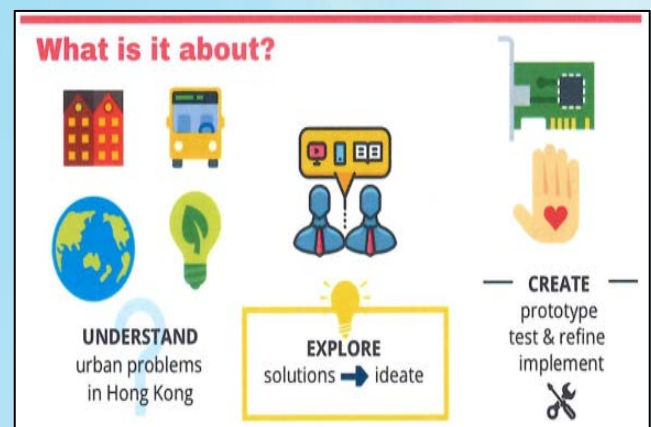 What is it about?
UNDERSTAND
urban problems
in Hong Kong
EXPLORE
solutions ideate
CREATE
prototype
test & refine
implement